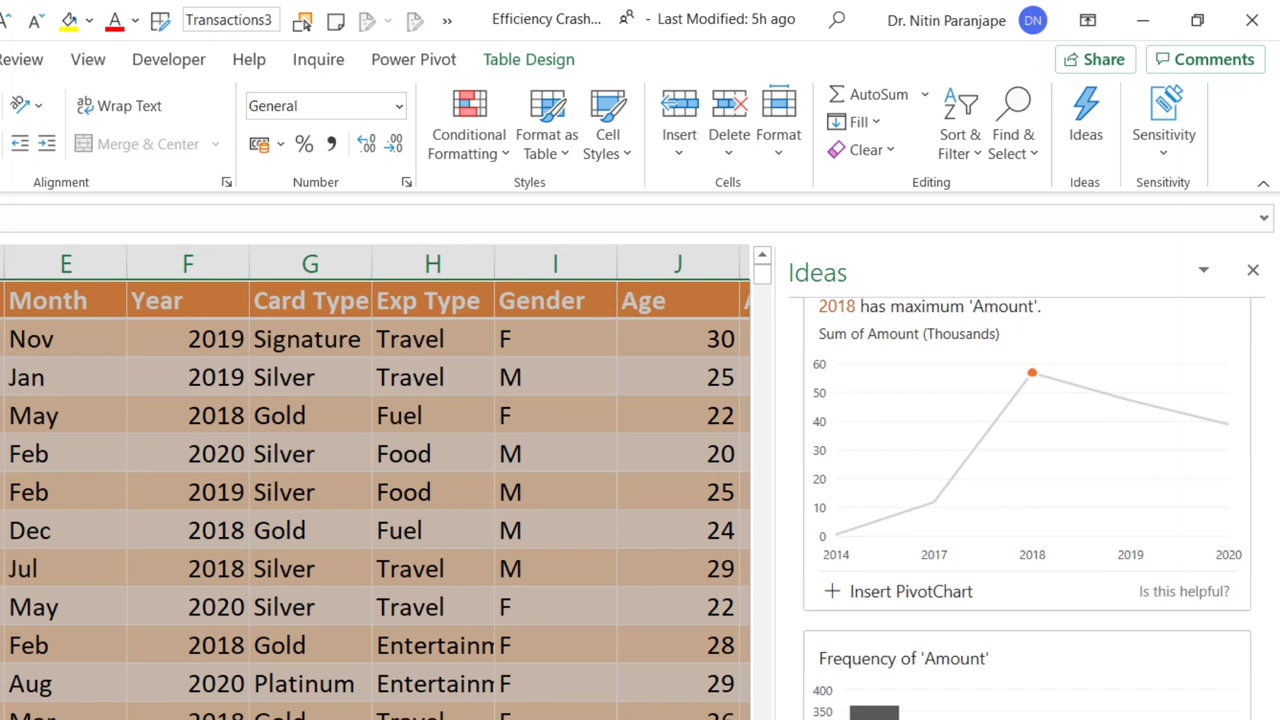 Transactions3
Efficiency Crash... - Last Modified: 5h ago
Dr. Nitin Paranjape DN
View Developer Help Inquire Power Pivot Table Design
Share Comments
Wrap Text
General
AutoSum
Fill
Clear
Merge & Center
%
Conditional Formatting
Format as Table
Cell Styles
Insert
Delete
Format
Sort & Filter
Find & Select
Ideas
Sensitivity
Alignment Number Styles Cells Editing Ideas Sensitivity
E F G H I J
Month Year Card Type Exp Type Gender Age
Nov 2019 Signature Travel F 30
Jan 2019 Silver Travel M 25
May 2018 Gold Fuel F 22
Feb 2020 Silver Food M 20
Feb 2019 Silver Food M 25
Dec 2018 Gold Fuel M 24
Jul 2018 Silver Travel M 29
May 2020 Silver Travel F 22
Feb 2018 Gold Entertainm F 28
Aug 2020 Platinum Entertainm F 29
Ideas
2018 has maximum 'Amount'.
Sum of Amount (Thousands)
60
50
40
30
20
10
0
2014 2017 2018 2019 2020
Insert PivotChart
Is this helpful?
Frequency of 'Amount'
400
350